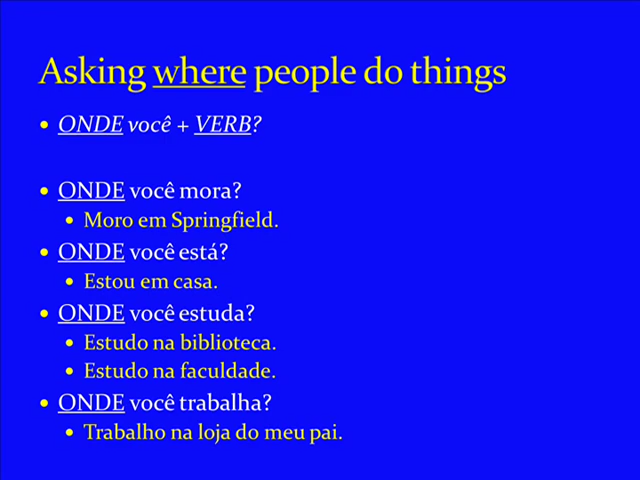 Asking where people do things
• ONDE você + VERB?
• ONDE você mora?
• Moro em Springfield.
• ONDE você está?
• Estou em casa.
• ONDE você estuda?
• Estudo na biblioteca.
• Estudo na faculdade.
• ONDE você trabalha?
• Trabalho na loja do meu pai.